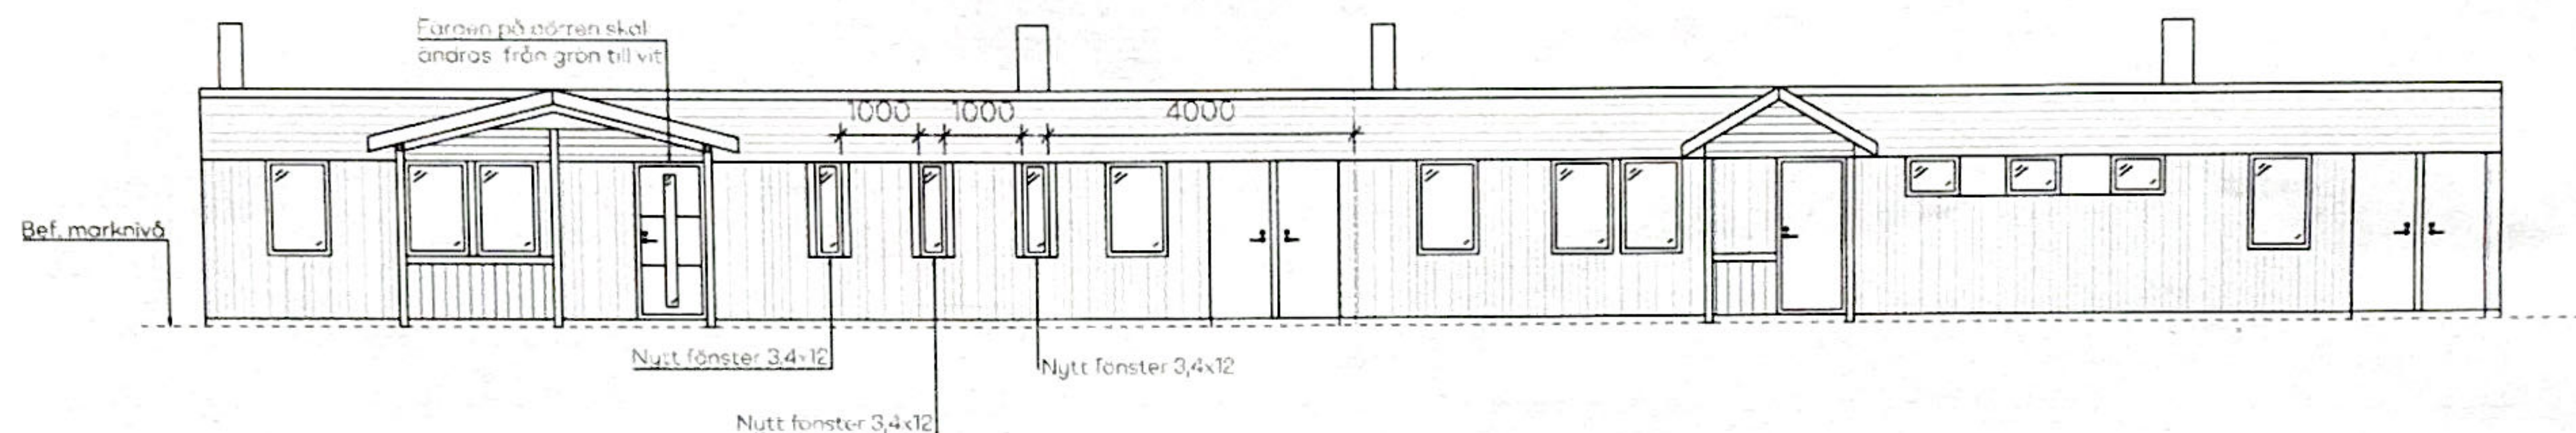 Färgen på dörren skal
ändras från grön till vit
1000 1000 4000
Bef. marknivå
Nytt fönster 3,4x12
Nytt fönster 3,4x12
Nytt fönster 3,4x12